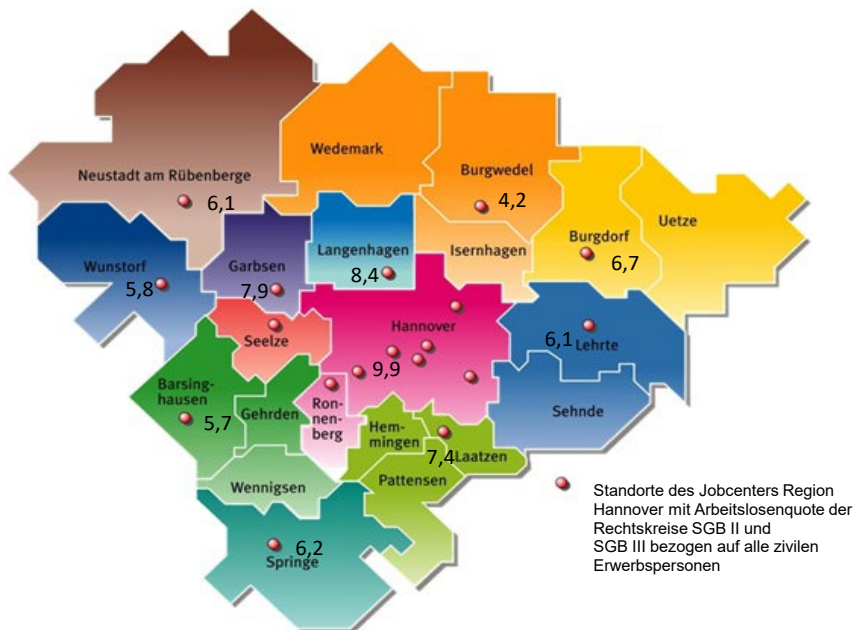 Wedemark
Burgwedel
Neustadt am Rübenberge
4,2
6,1
Uetze
Burgdorf
Isernhagen
Langenhagen
6,7
Wunstorf
Garbsen
8,4
5,8
7,9
Hannover
6,1
Lehrte
Seelze
9,9
Barsing-
hausen
Ron-
nen-
berg
Gehrden
5,7
Sehnde
Hem-
mingen
7,4
Laatzen
Pattensen
Wennigsen
6,2
Springe
Standorte des Jobcenters Region
Hannover mit Arbeitslosenquote der
Rechtskreise SGB II und
SGB III bezogen auf alle zivilen
Erwerbspersonen